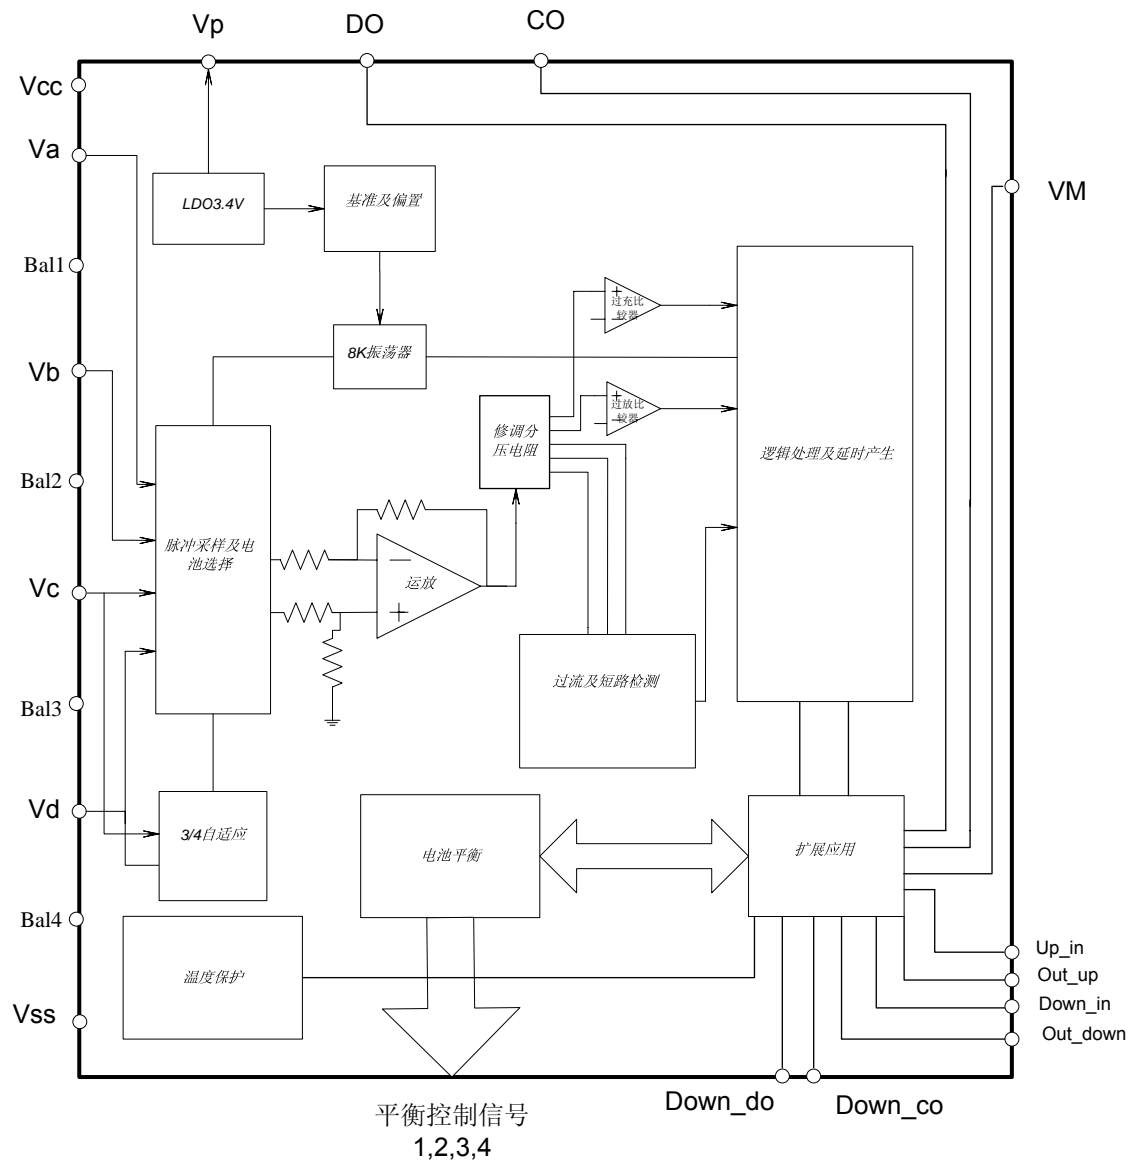 Vp
DO
CO
Vcc
Va
VM
LDO3.4V
基准及偏置
Bal1
过充比
较器
8K振荡器
Vb
过放比
较器
修调分
压电阻
逻辑处理及延时产生
Bal2
脉冲采样及电
池选择
运放
Vc
过流及短路检测
Bal3
Vd
3/4自适应
电池平衡
扩展应用
Bal4
温度保护
Up_in
Out_up
Down_in
Vss
Out_down
Down_do
Down_co
平衡控制信号
1,2,3,4